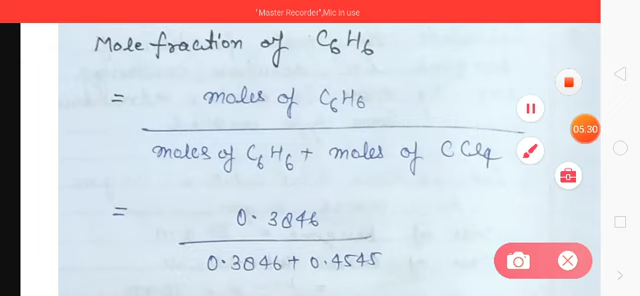 "Master Recorder",Mic in use
Mole fraction of C₆H₆
= moles of C₆H₆
moles of C₆H₆ + moles of CCl₄
05:30
= 0.3846
0.3846 + 0.4545